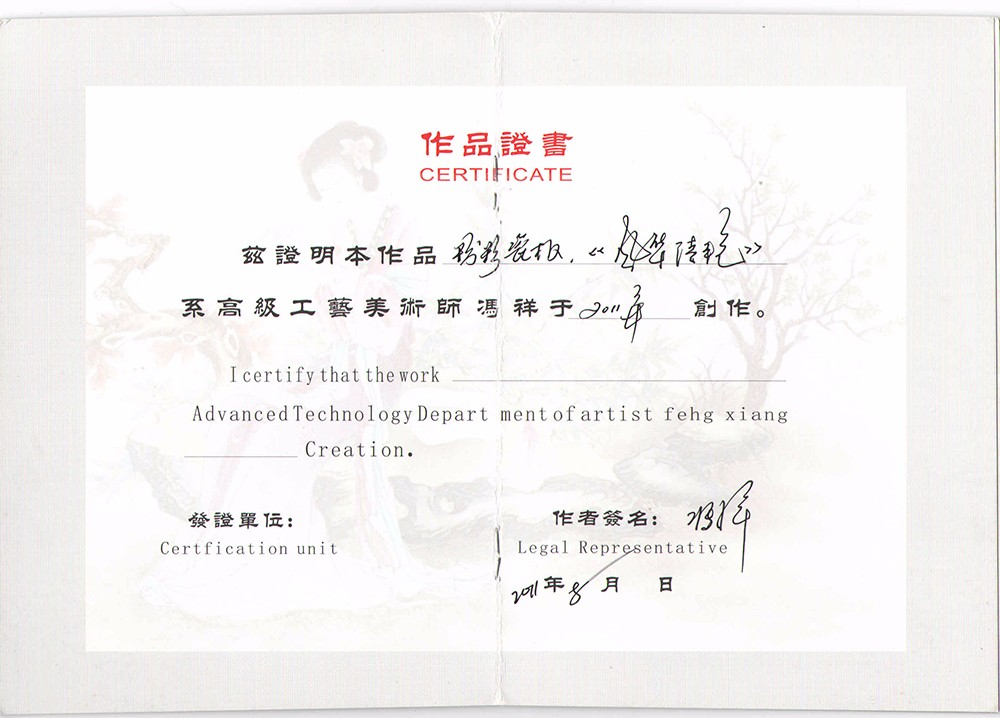 作品證書
CERTIFICATE
茲證明本作品 粉彩瓷板.
系高級工藝美術師馮祥于 2011年 創作。
I certify that the work
Advanced Technology Depart ment of artist fehg xiang
Creation.
發證單位:
Certfication unit
作者簽名: 馮祥
Legal Representative
2011年8月 日